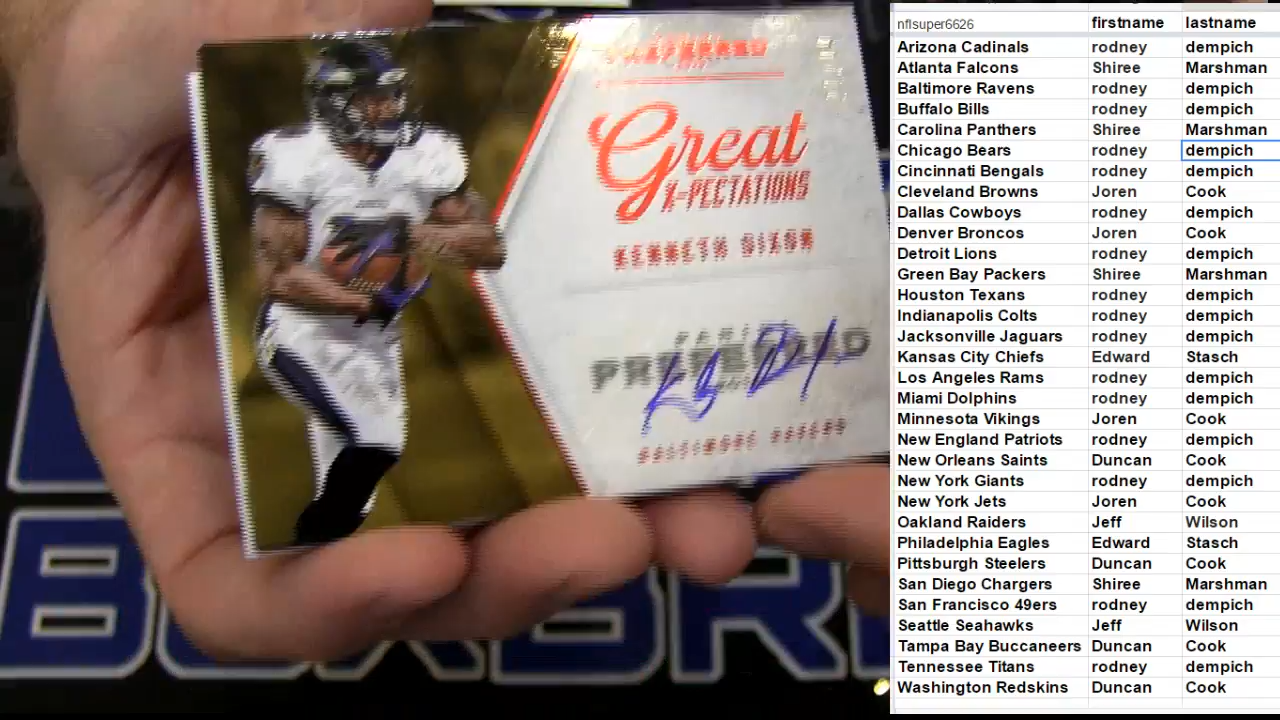 PREFERRED
Great
X-PECTATIONS
KENNETH DIXON
PANINI
PREFERRED
BALTIMORE RAVENS
nflsuper6626 firstname lastname
Arizona Cadinals rodney dempich
Atlanta Falcons Shiree Marshman
Baltimore Ravens rodney dempich
Buffalo Bills rodney dempich
Carolina Panthers Shiree Marshman
Chicago Bears rodney dempich
Cincinnati Bengals rodney dempich
Cleveland Browns Joren Cook
Dallas Cowboys rodney dempich
Denver Broncos Joren Cook
Detroit Lions rodney dempich
Green Bay Packers Shiree Marshman
Houston Texans rodney dempich
Indianapolis Colts rodney dempich
Jacksonville Jaguars rodney dempich
Kansas City Chiefs Edward Stasch
Los Angeles Rams rodney dempich
Miami Dolphins rodney dempich
Minnesota Vikings Joren Cook
New England Patriots rodney dempich
New Orleans Saints Duncan Cook
New York Giants rodney dempich
New York Jets Joren Cook
Oakland Raiders Jeff Wilson
Philadelphia Eagles Edward Stasch
Pittsburgh Steelers Duncan Cook
San Diego Chargers Shiree Marshman
San Francisco 49ers rodney dempich
Seattle Seahawks Jeff Wilson
Tampa Bay Buccaneers Duncan Cook
Tennessee Titans rodney dempich
Washington Redskins Duncan Cook